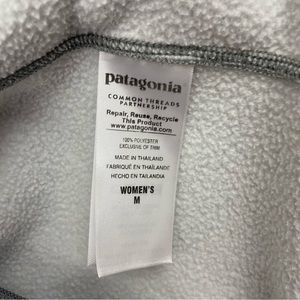 patagonia
COMMON THREADS
PARTNERSHIP
Repair, Reuse, Recycle
This Product
www.patagonia.com
100% POLYESTER
EXCLUSIVE OF TRIM
MADE IN THAILAND
FABRIQUÉ EN THAÏLANDE
HECHO EN TAILANDIA
WOMEN'S
M